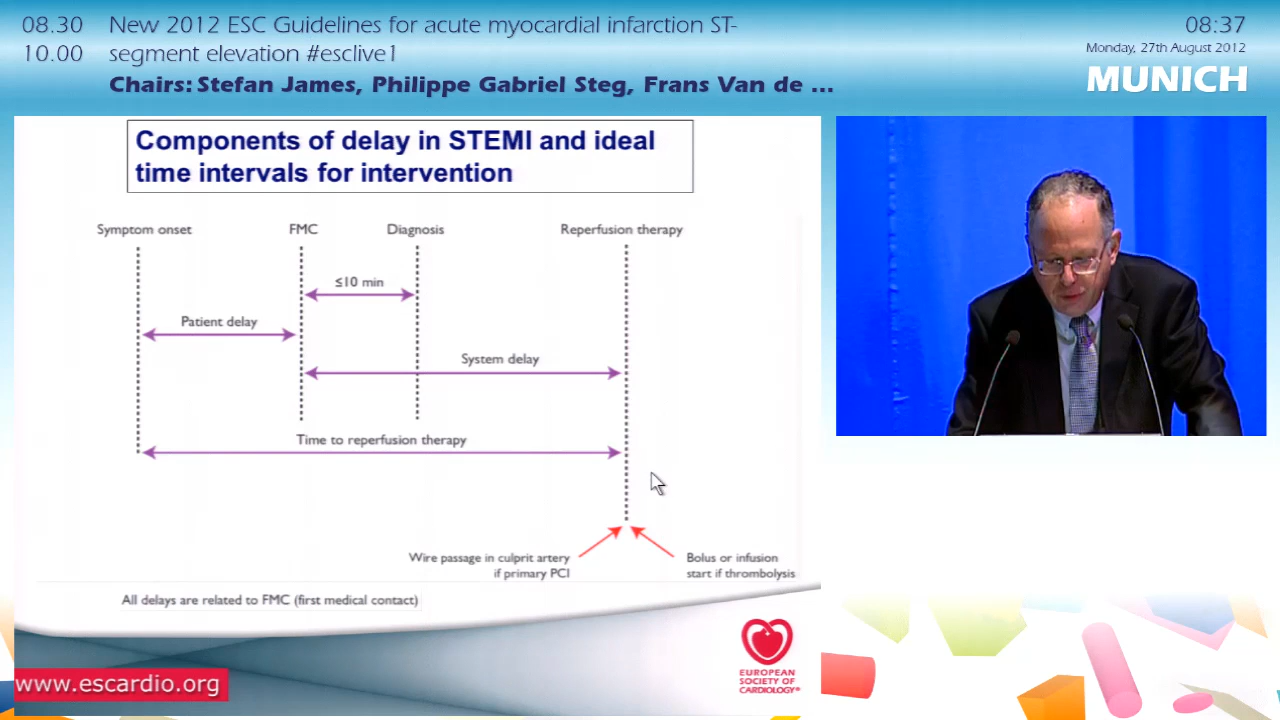 08.30
10.00
New 2012 ESC Guidelines for acute myocardial infarction ST-
segment elevation #esclive1
Chairs: Stefan James, Philippe Gabriel Steg, Frans Van de ...
08:37
Monday, 27th August 2012
MUNICH
Components of delay in STEMI and ideal
time intervals for intervention
Symptom onset
FMC
Diagnosis
Reperfusion therapy
≤10 min
Patient delay
System delay
Time to reperfusion therapy
Wire passage in culprit artery
if primary PCI
Bolus or infusion
start if thrombolysis
All delays are related to FMC (first medical contact)
www.escardio.org
EUROPEAN
SOCIETY OF
CARDIOLOGY®